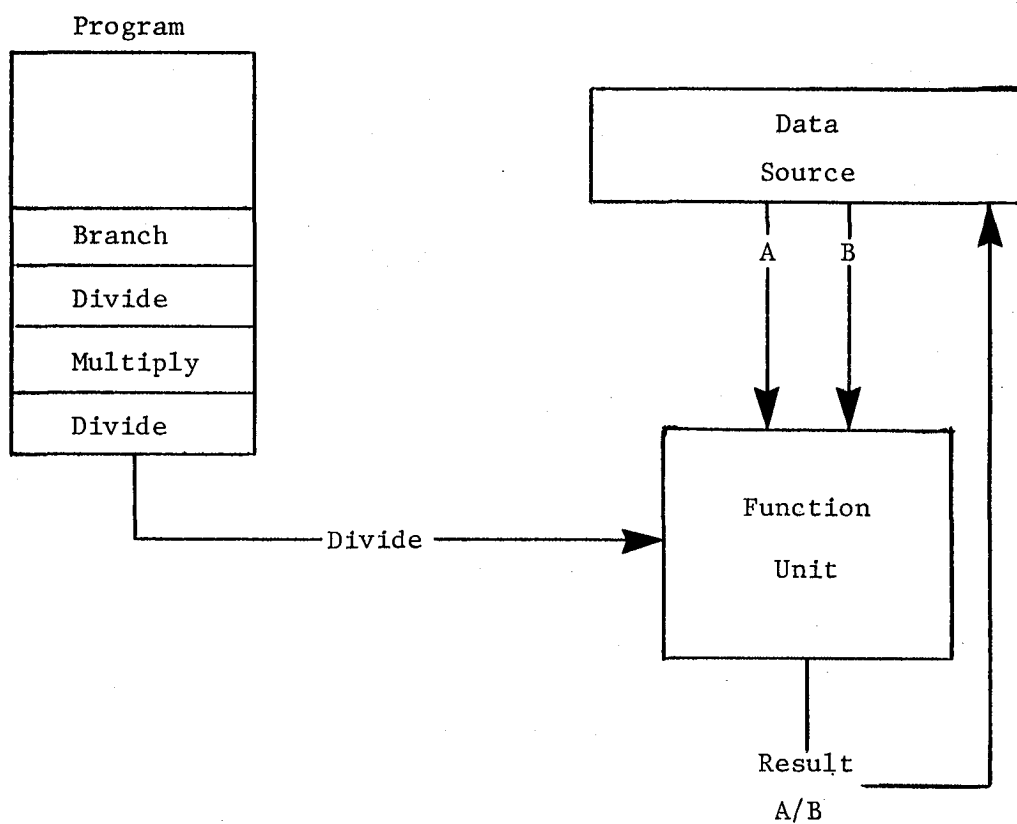 Program
Branch
Divide
Multiply
Divide
Data
Source
A B
Divide
Function
Unit
Result
A/B